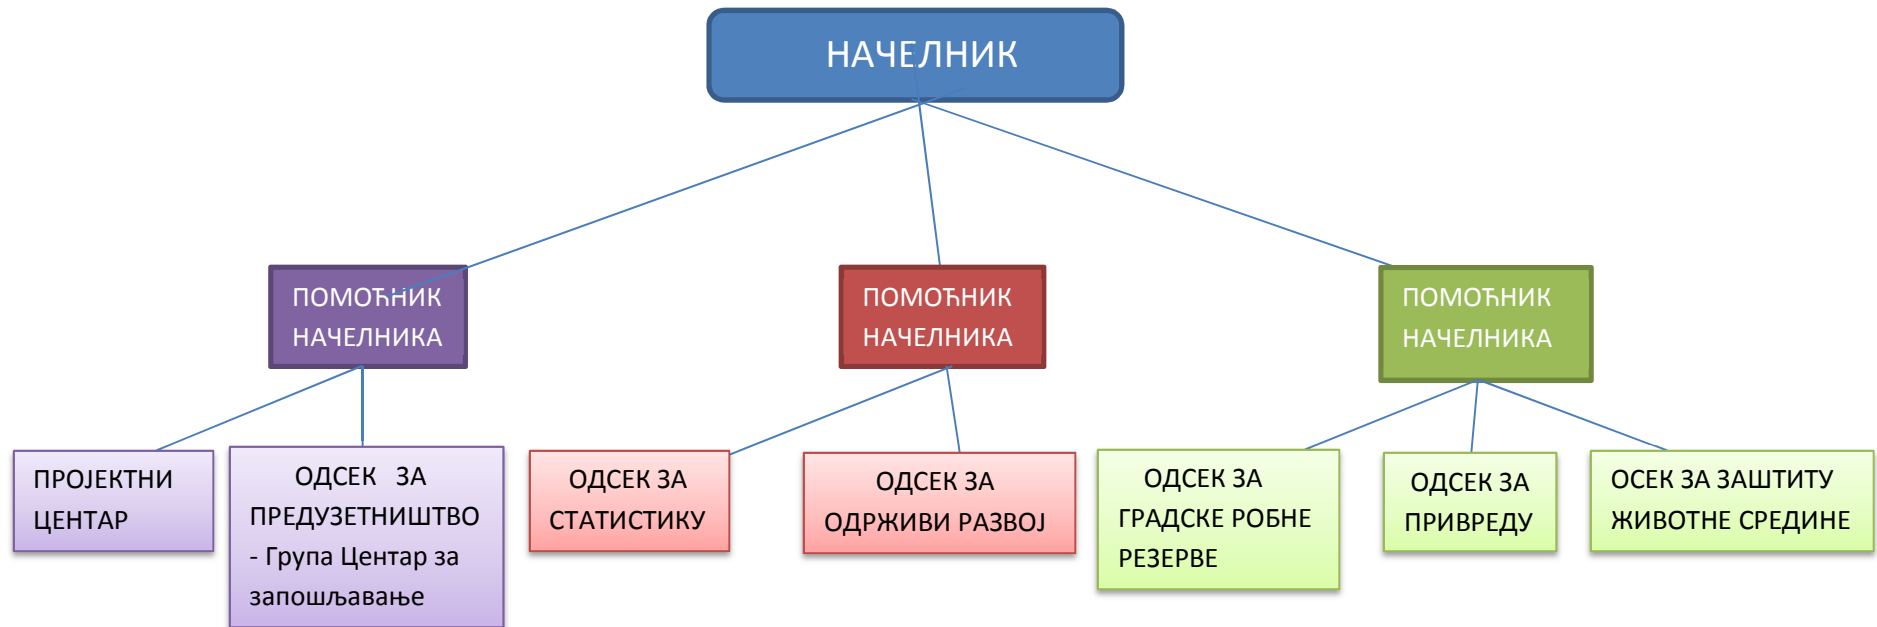 НАЧЕЛНИК
ПОМОЋНИК
НАЧЕЛНИКА
ПОМОЋНИК
НАЧЕЛНИКА
ПОМОЋНИК
НАЧЕЛНИКА
ПРОЈЕКТНИ
ЦЕНТАР
ОДСЕК ЗА
ПРЕДУЗЕТНИШТВО
- Група Центар за
запошљавање
ОДСЕК ЗА
СТАТИСТИКУ
ОДСЕК ЗА
ОДРЖИВИ РАЗВОЈ
ОДСЕК ЗА
ГРАДСКЕ РОБНЕ
РЕЗЕРВЕ
ОДСЕК ЗА
ПРИВРЕДУ
ОСЕК ЗА ЗАШТИТУ
ЖИВОТНЕ СРЕДИНЕ